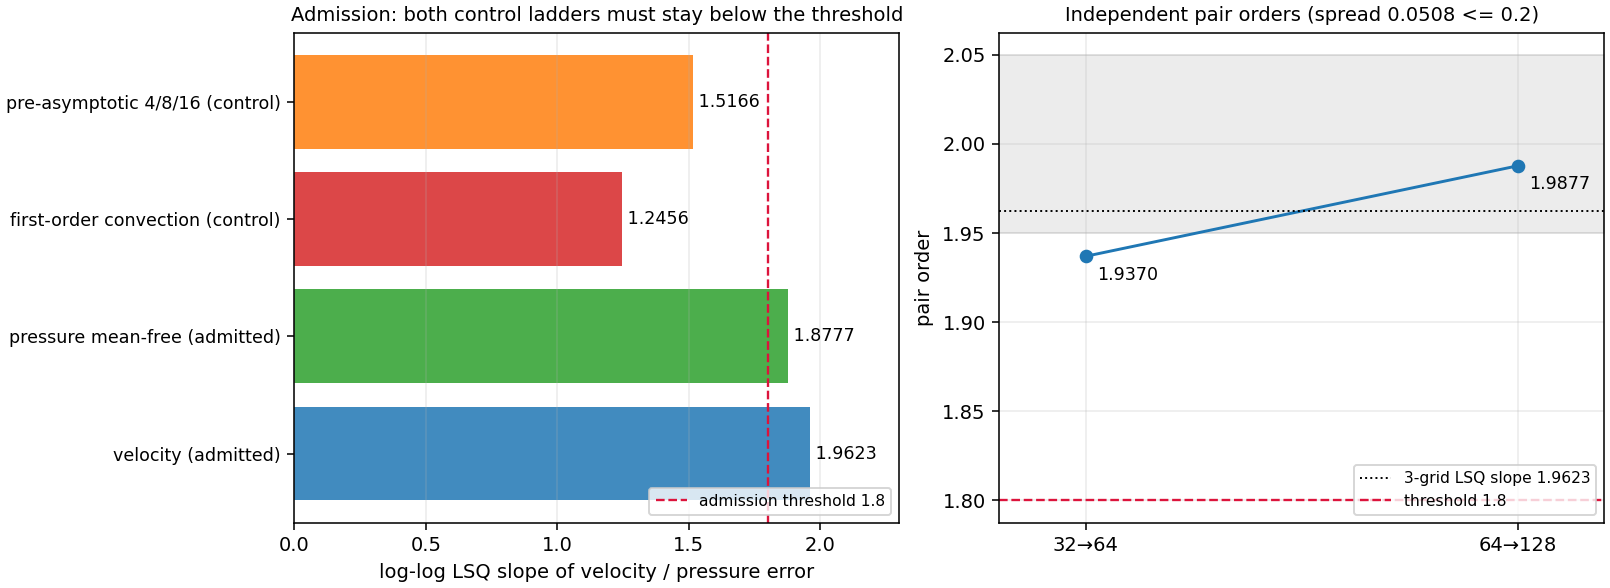 Admission: both control ladders must stay below the threshold
pre-asymptotic 4/8/16 (control)
1.5166
first-order convection (control)
1.2456
pressure mean-free (admitted)
1.8777
velocity (admitted)
1.9623
admission threshold 1.8
0.0 0.5 1.0 1.5 2.0
log-log LSQ slope of velocity / pressure error
Independent pair orders (spread 0.0508 <= 0.2)
pair order
2.05
2.00
1.95
1.90
1.85
1.80
1.9877
1.9370
3-grid LSQ slope 1.9623
threshold 1.8
32→64 64→128